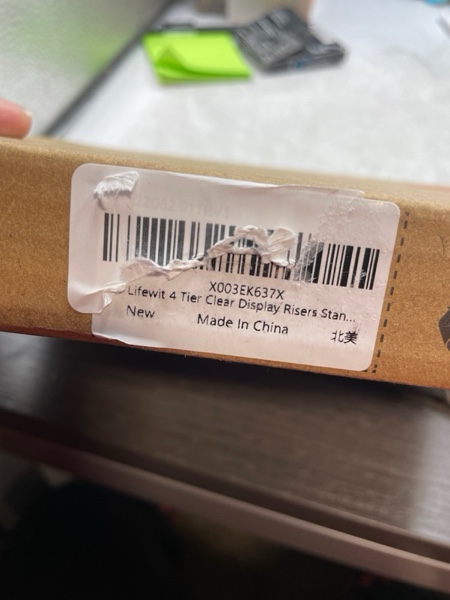 X003EK637X
Lifewit 4 Tier Clear Display Risers Stan...
New Made In China 北美